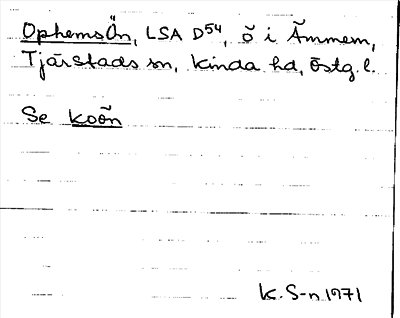 OphemsÖn, LSA D54, ö i Ämmern,
Tjärstads sn, Kinda hd, Östg. l.
Se koön
K. S-n 1971